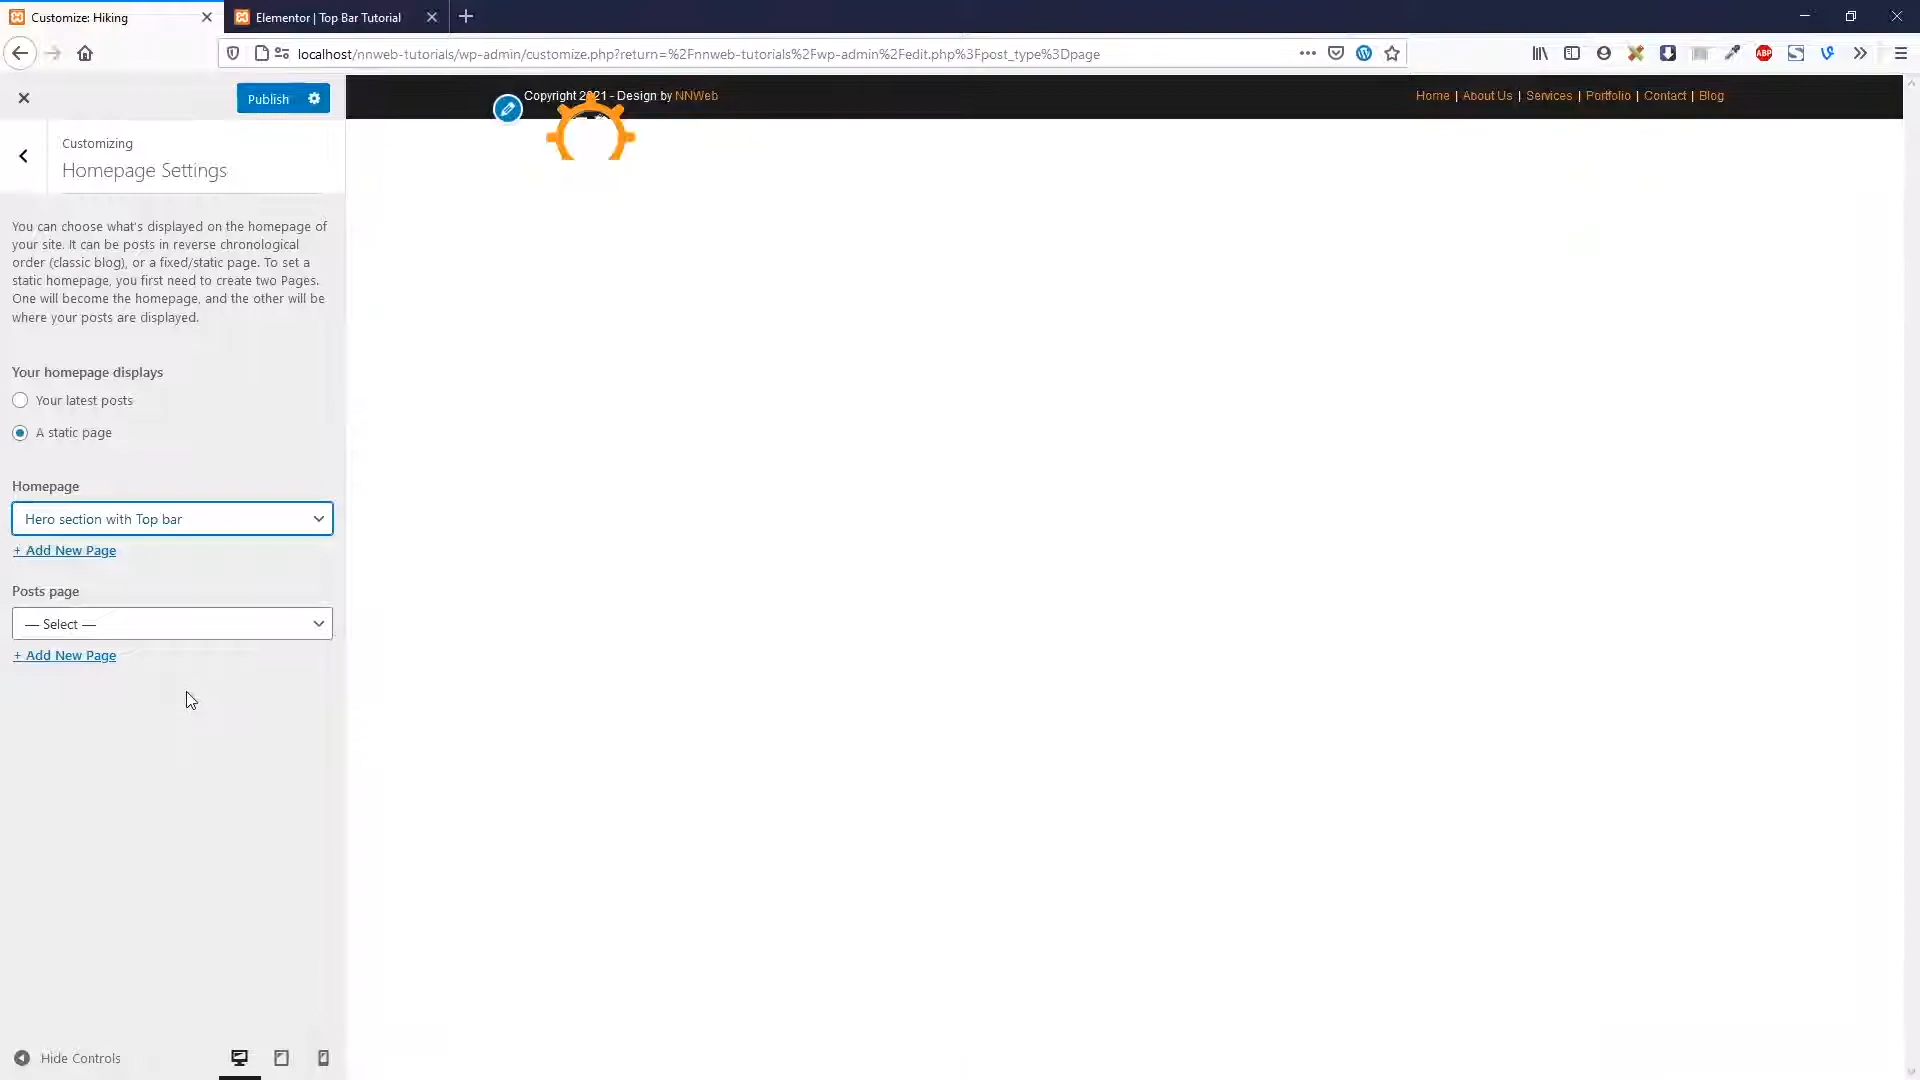 Customize: Hiking
Elementor | Top Bar Tutorial
localhost/nnweb-tutorials/wp-admin/customize.php?return=%2Fnnweb-tutorials%2Fwp-admin%2Fedit.php%3Fpost_type%3Dpage
ABP
Publish
Copyright 2021 - Design by NNWeb
Home | About Us | Services | Portfolio | Contact | Blog
Customizing
Homepage Settings
You can choose what's displayed on the homepage of
your site. It can be posts in reverse chronological
order (classic blog), or a fixed/static page. To set a
static homepage, you first need to create two Pages.
One will become the homepage, and the other will be
where your posts are displayed.
Your homepage displays
Your latest posts
A static page
Homepage
Hero section with Top bar
+ Add New Page
Posts page
— Select —
+ Add New Page
Hide Controls